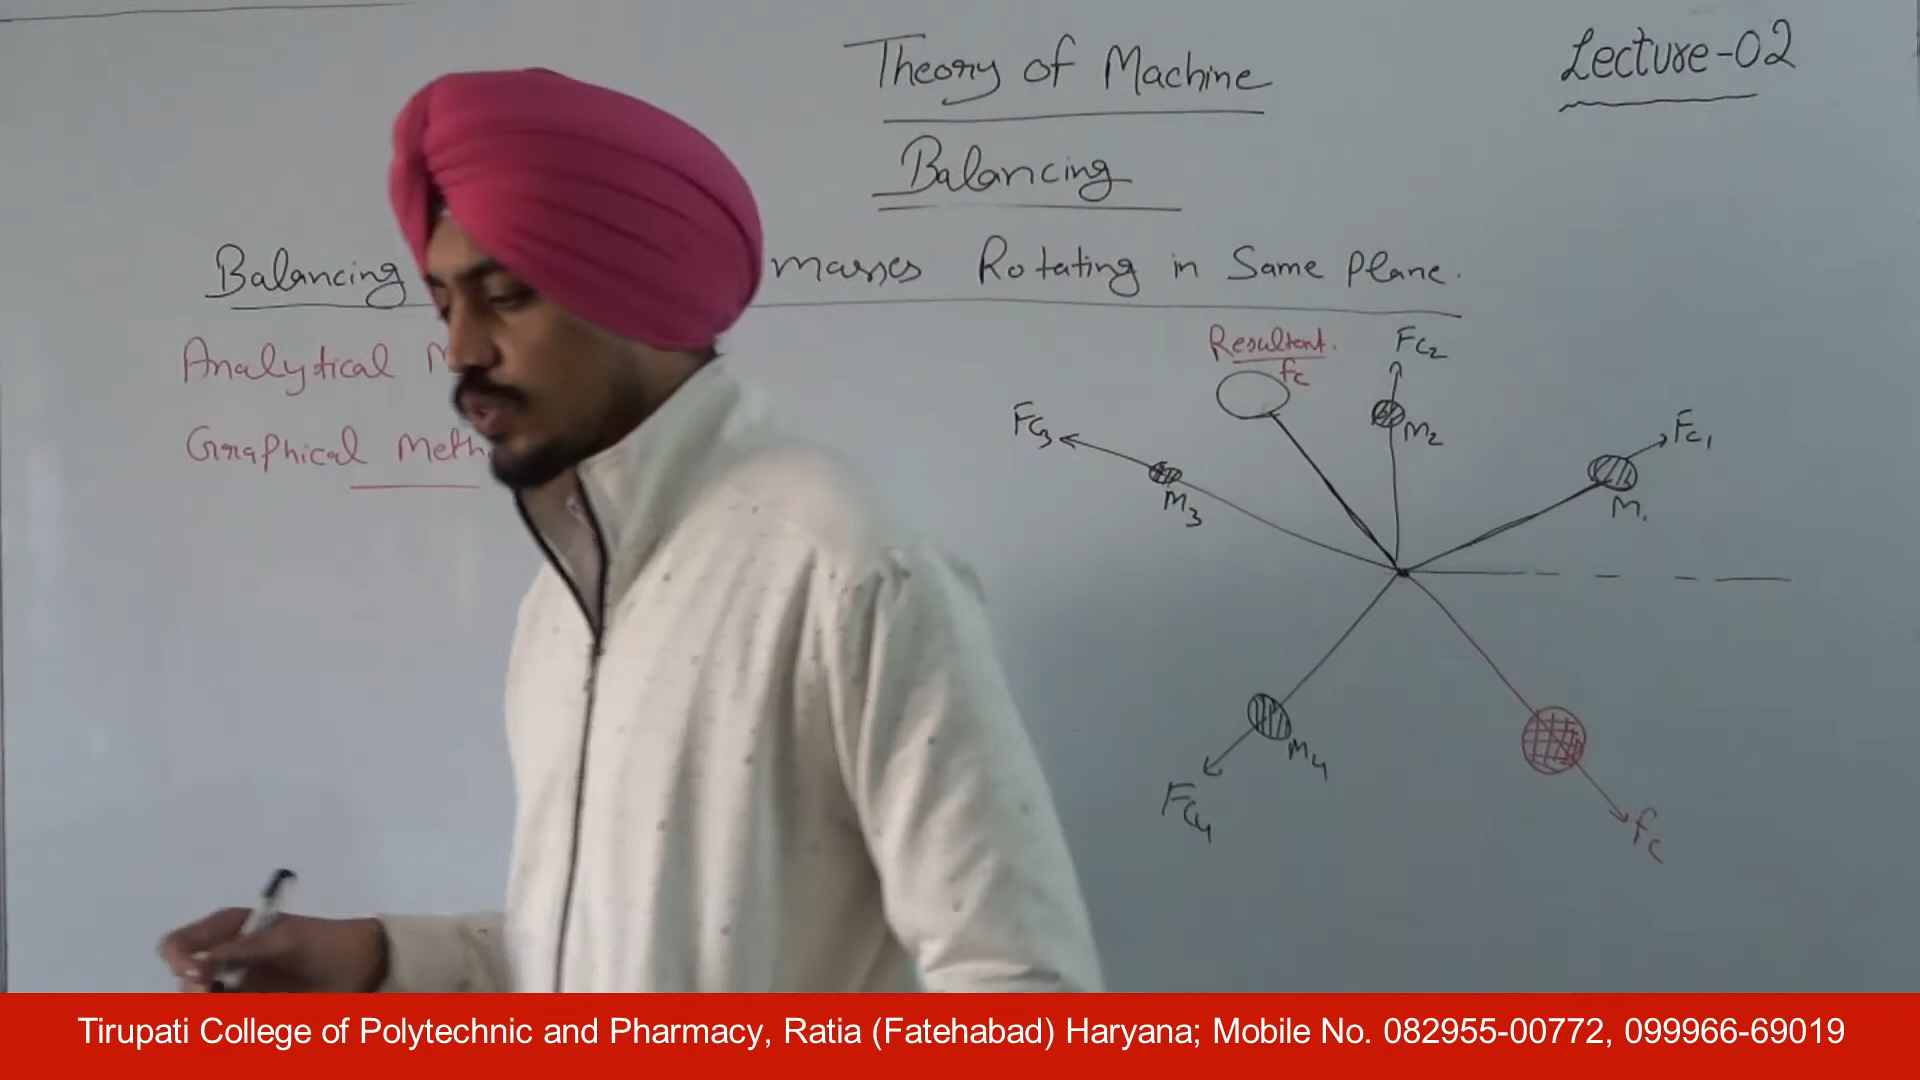 Theory of Machine
Lecture-02
Balancing
Balancing masses Rotating in Same Plane.
Analytical M
Graphical Meth
Resultant.
fc
Fc2
M2
Fc1
M1
Fc3
M3
M4
Fc4
fc
Tirupati College of Polytechnic and Pharmacy, Ratia (Fatehabad) Haryana; Mobile No. 082955-00772, 099966-69019